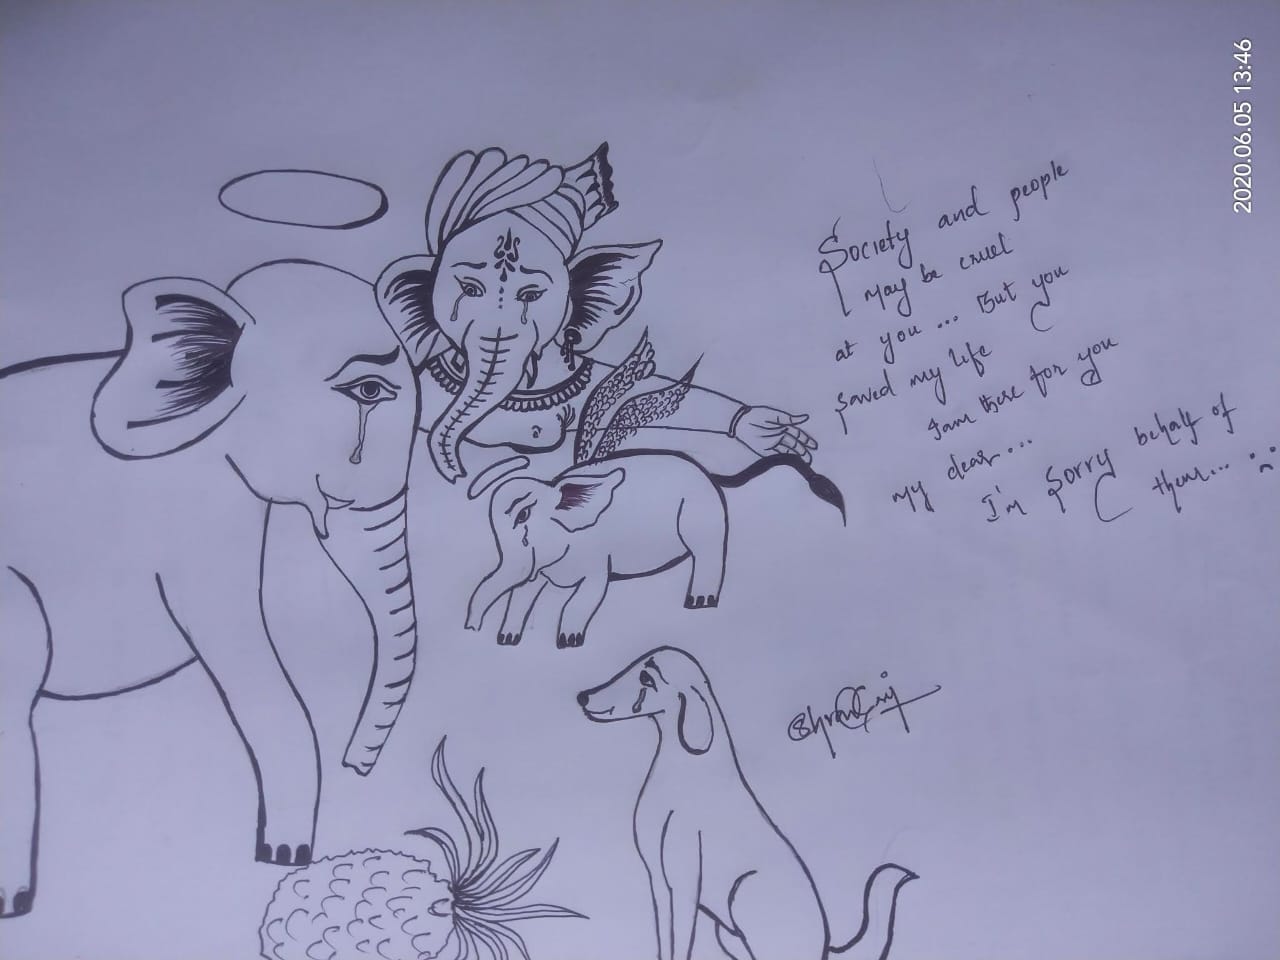 Society and people
may be cruel
at you ... But you
saved my life
I am there for you
my dear...
I'm sorry behalf of
them... :(
2020.06.05 13:46